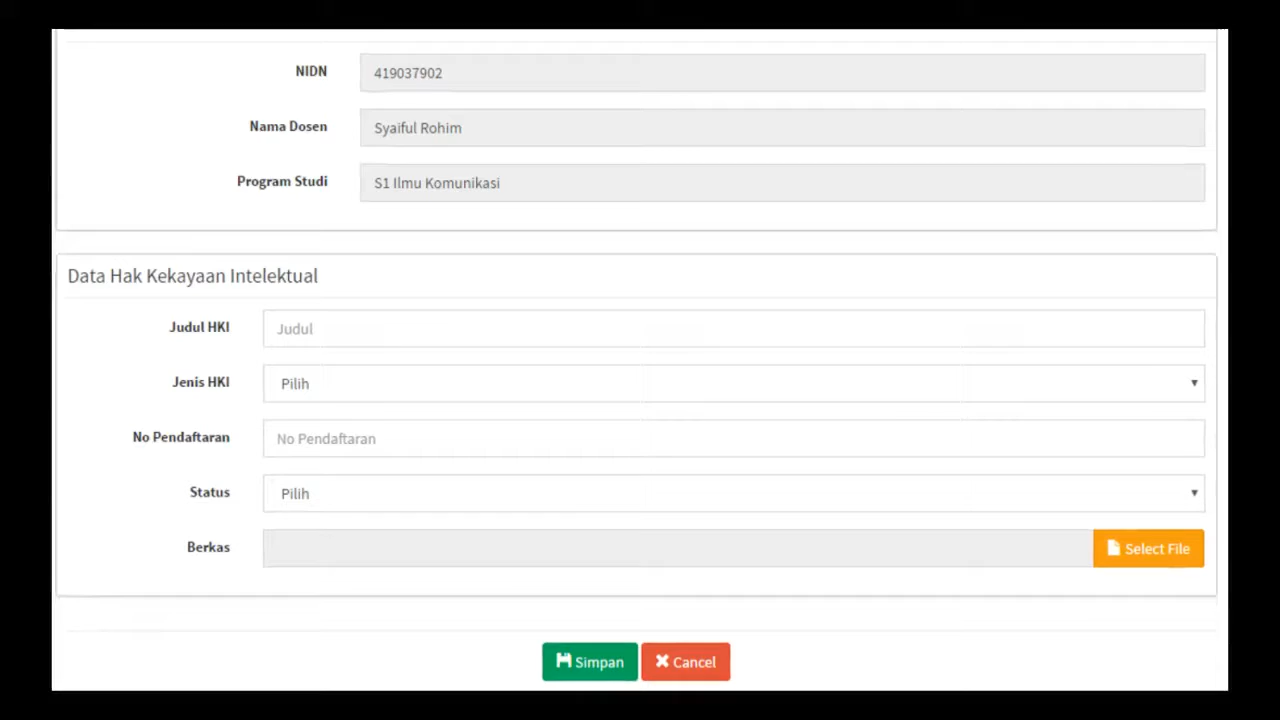 NIDN 419037902
Nama Dosen Syaiful Rohim
Program Studi S1 Ilmu Komunikasi
Data Hak Kekayaan Intelektual
Judul HKI Judul
Jenis HKI Pilih
No Pendaftaran No Pendaftaran
Status Pilih
Berkas Select File
Simpan Cancel